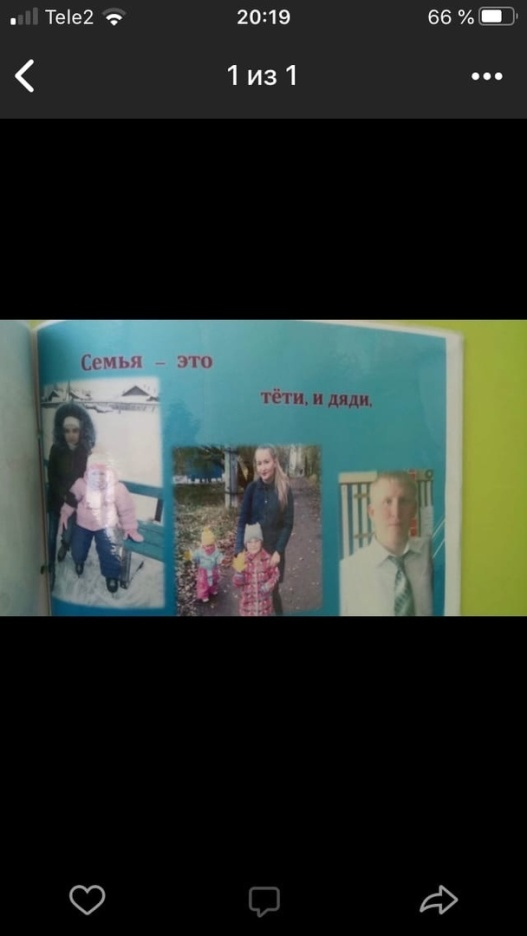 Tele2 20:19 66 %
1 из 1
Семья – это
тёти, и дяди,